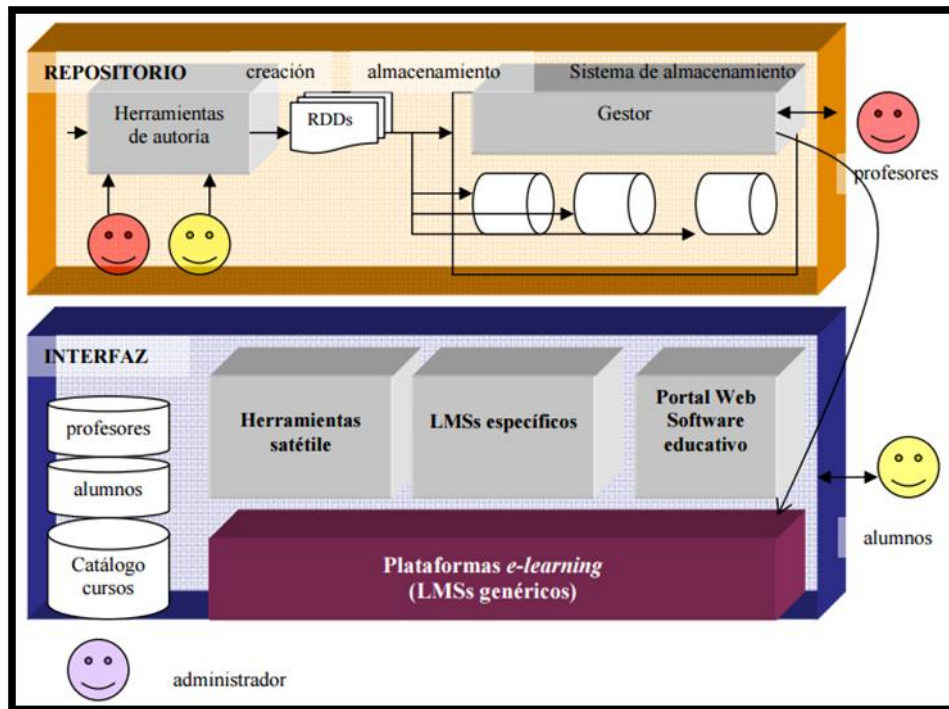 REPOSITORIO
creación
almacenamiento
Sistema de almacenamiento
Herramientas
de autoría
RDDs
Gestor
profesores
INTERFAZ
profesores
alumnos
Catálogo
cursos
Herramientas
satétile
LMSs específicos
Portal Web
Software
educativo
Plataformas e-learning
(LMSs genéricos)
alumnos
administrador